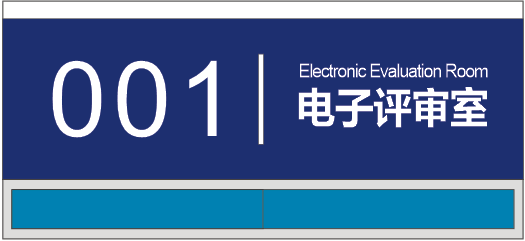 001
Electronic Evaluation Room
电子评审室